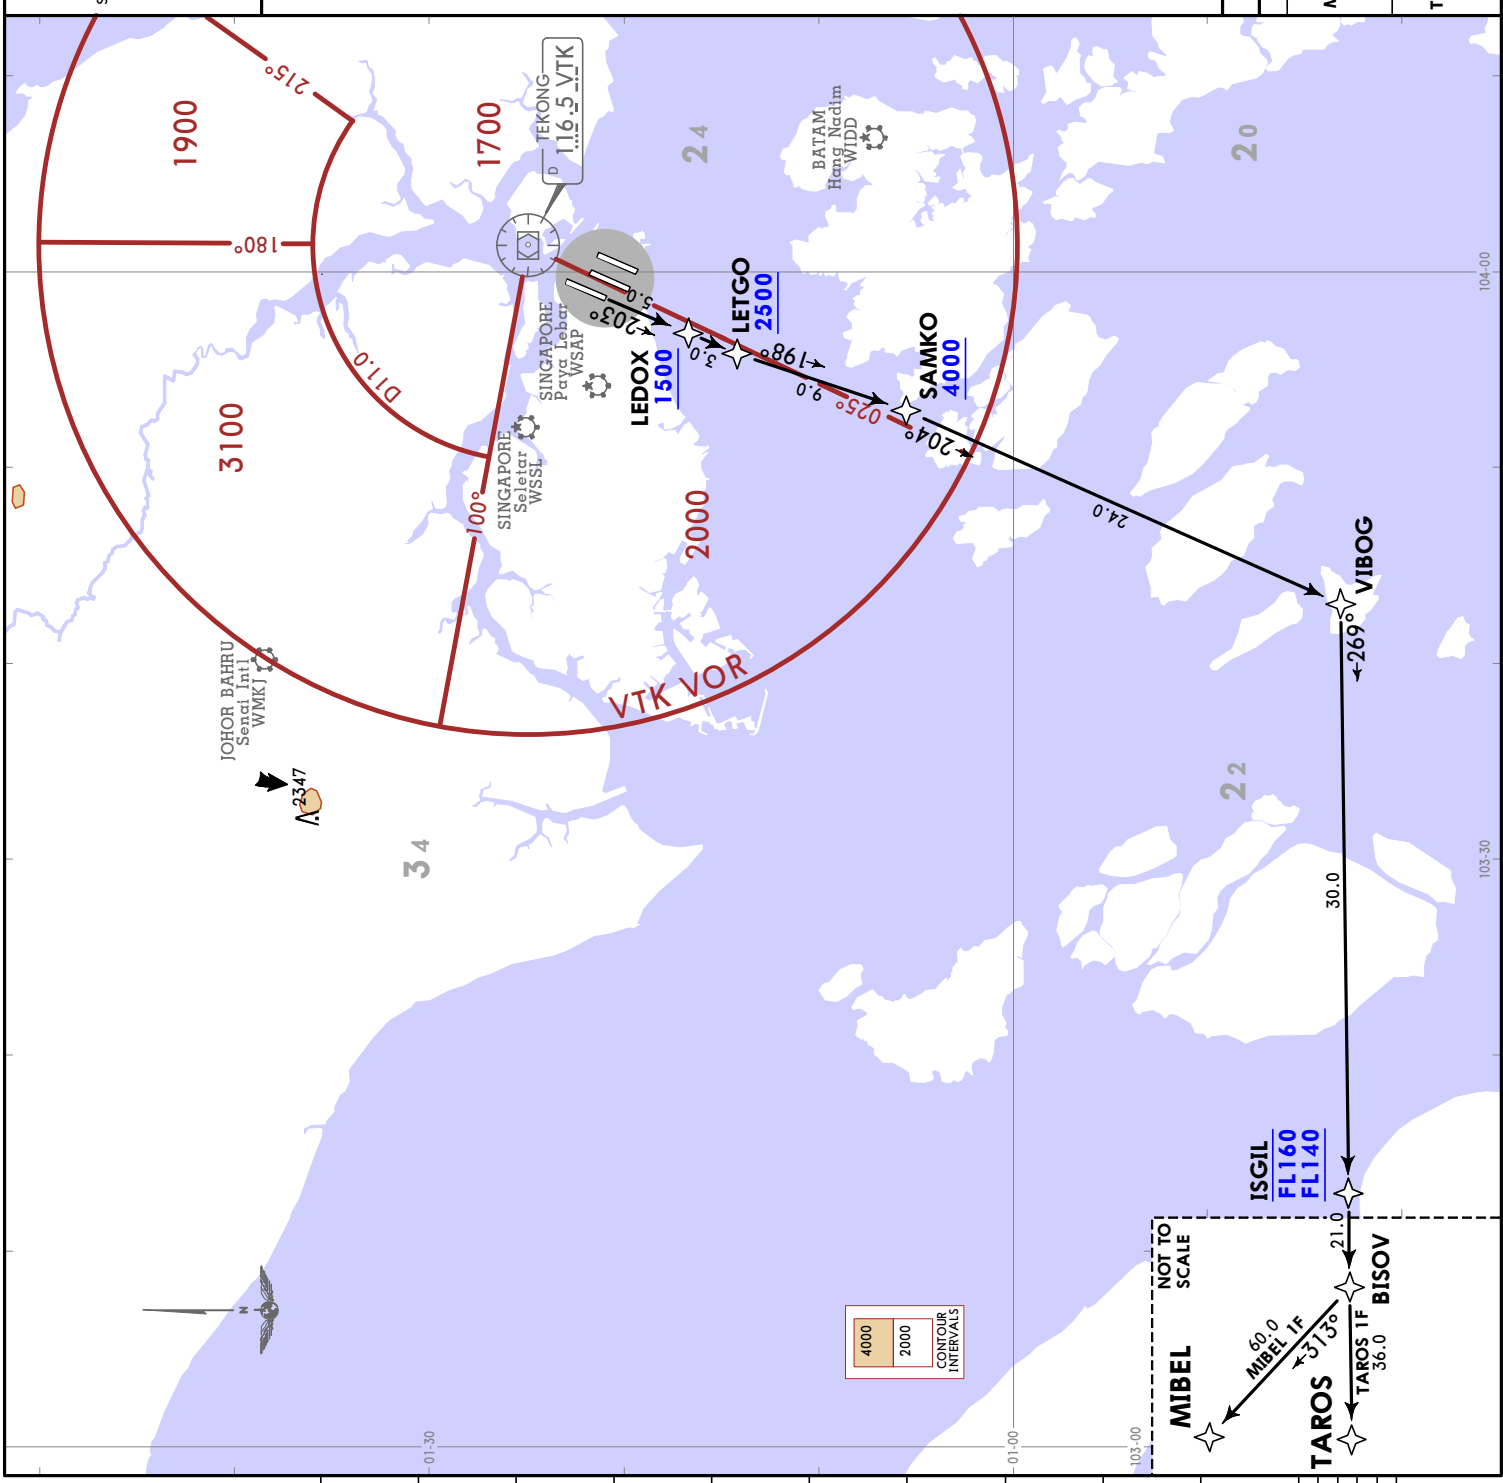 S
A
T
215°
1900
1700
D
TEKONG
116.5 VTK
180°
24
BATAM
Hang Nadim
WIDD
20
104-00
D11.0
3100
5.0
203°
SINGAPORE
Paya Lebar
WSAP
LEDOX
1500
3.0
LETGO
2500
198°
9.0
025°
SAMKO
4000
204°
SINGAPORE
Seletar
WSSL
100°
2000
24.0
VIBOG
269°
VTK VOR
JOHOR BAHRU
Senai Intl
WMKJ
2347
34
22
30.0
103-30
ISGIL
FL160
FL140
NOT TO
SCALE
21.0
BISOV
N
4000
2000
CONTOUR
INTERVALS
60.0
MIBEL 1F
313°
MIBEL
TAROS 1F
36.0
TAROS
01-30
01-00
103-00